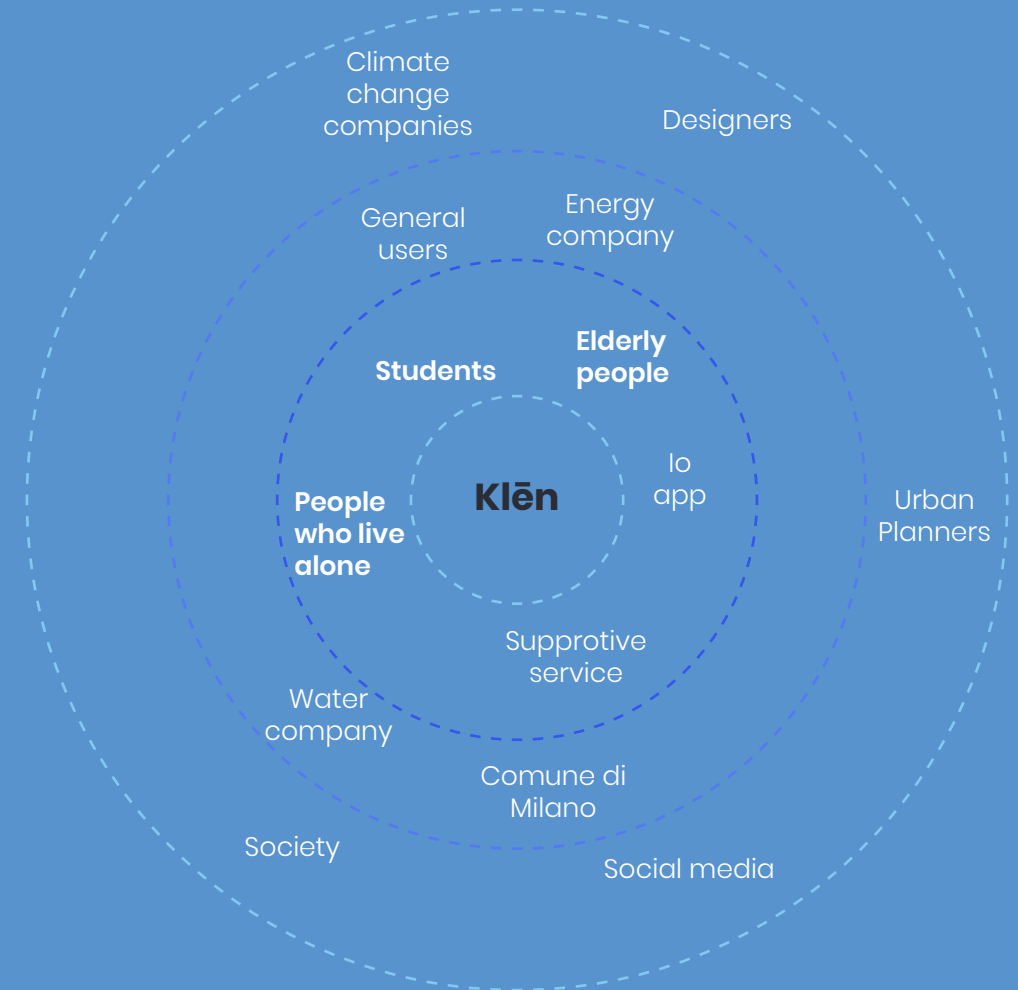 Climate
change
companies
Designers
General
users
Energy
company
Students
Elderly
people
Io
app
Klēn
People
who live
alone
Urban
Planners
Supprotive
service
Water
company
Comune di
Milano
Society
Social media